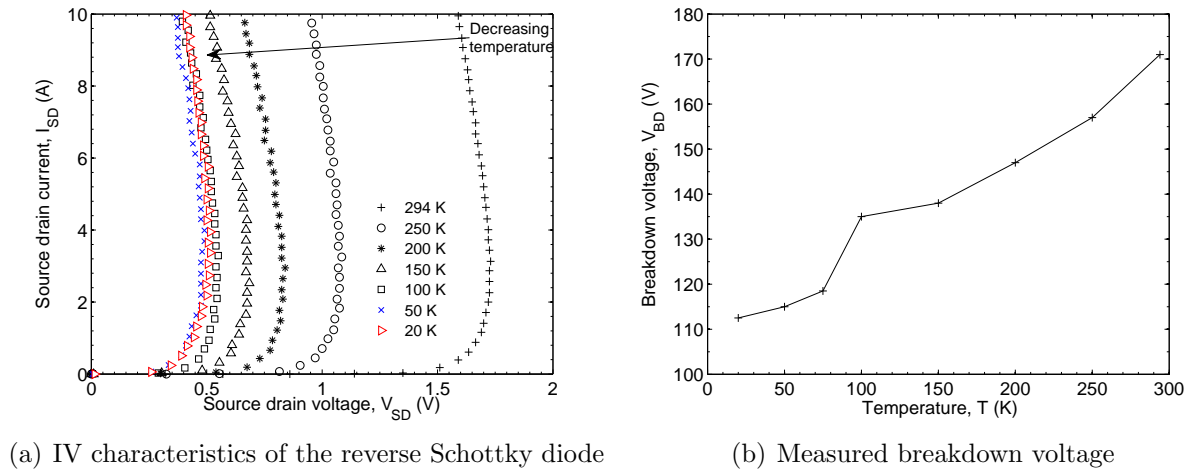 10
8
6
4
2
0
Source drain current, I_SD (A)
Decreasing
temperature
294 K
250 K
200 K
150 K
100 K
50 K
20 K
0
0.5
1
1.5
2
Source drain voltage, V_SD (V)
(a) IV characteristics of the reverse Schottky diode
180
170
160
150
140
130
120
110
100
Breakdown voltage, V_BD (V)
0
50
100
150
200
250
300
Temperature, T (K)
(b) Measured breakdown voltage